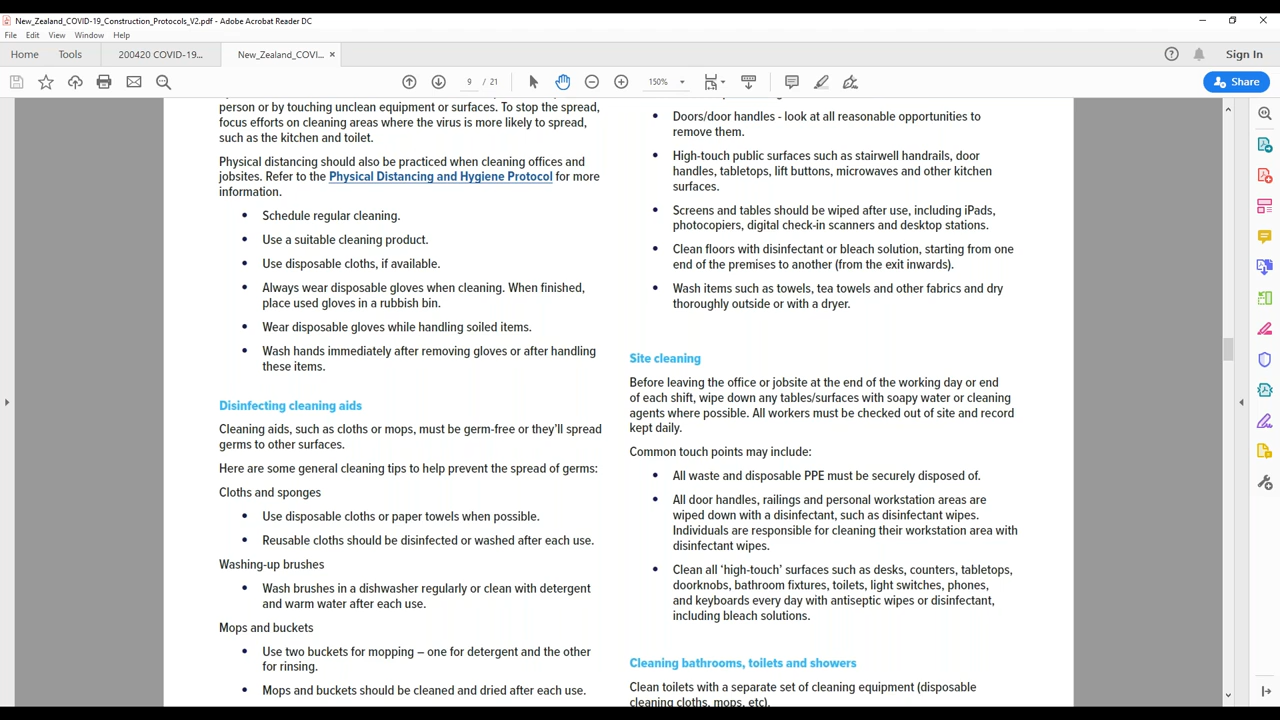 New_Zealand_COVID-19_Construction_Protocols_V2.pdf - Adobe Acrobat Reader DC
File Edit View Window Help
Home Tools 200420 COVID-19... New_Zealand_COVI... ×
Sign In
9 / 21
150%
Share
person or by touching unclean equipment or surfaces. To stop the spread,
focus efforts on cleaning areas where the virus is more likely to spread,
such as the kitchen and toilet.
Physical distancing should also be practiced when cleaning offices and
jobsites. Refer to the Physical Distancing and Hygiene Protocol for more
information.
• Schedule regular cleaning.
• Use a suitable cleaning product.
• Use disposable cloths, if available.
• Always wear disposable gloves when cleaning. When finished,
place used gloves in a rubbish bin.
• Wear disposable gloves while handling soiled items.
• Wash hands immediately after removing gloves or after handling
these items.
Disinfecting cleaning aids
Cleaning aids, such as cloths or mops, must be germ-free or they'll spread
germs to other surfaces.
Here are some general cleaning tips to help prevent the spread of germs:
Cloths and sponges
• Use disposable cloths or paper towels when possible.
• Reusable cloths should be disinfected or washed after each use.
Washing-up brushes
• Wash brushes in a dishwasher regularly or clean with detergent
and warm water after each use.
Mops and buckets
• Use two buckets for mopping – one for detergent and the other
for rinsing.
• Mops and buckets should be cleaned and dried after each use.
• Doors/door handles - look at all reasonable opportunities to
remove them.
• High-touch public surfaces such as stairwell handrails, door
handles, tabletops, lift buttons, microwaves and other kitchen
surfaces.
• Screens and tables should be wiped after use, including iPads,
photocopiers, digital check-in scanners and desktop stations.
• Clean floors with disinfectant or bleach solution, starting from one
end of the premises to another (from the exit inwards).
• Wash items such as towels, tea towels and other fabrics and dry
thoroughly outside or with a dryer.
Site cleaning
Before leaving the office or jobsite at the end of the working day or end
of each shift, wipe down any tables/surfaces with soapy water or cleaning
agents where possible. All workers must be checked out of site and record
kept daily.
Common touch points may include:
• All waste and disposable PPE must be securely disposed of.
• All door handles, railings and personal workstation areas are
wiped down with a disinfectant, such as disinfectant wipes.
Individuals are responsible for cleaning their workstation area with
disinfectant wipes.
• Clean all ‘high-touch’ surfaces such as desks, counters, tabletops,
doorknobs, bathroom fixtures, toilets, light switches, phones,
and keyboards every day with antiseptic wipes or disinfectant,
including bleach solutions.
Cleaning bathrooms, toilets and showers
Clean toilets with a separate set of cleaning equipment (disposable
cleaning cloths, mops, etc).